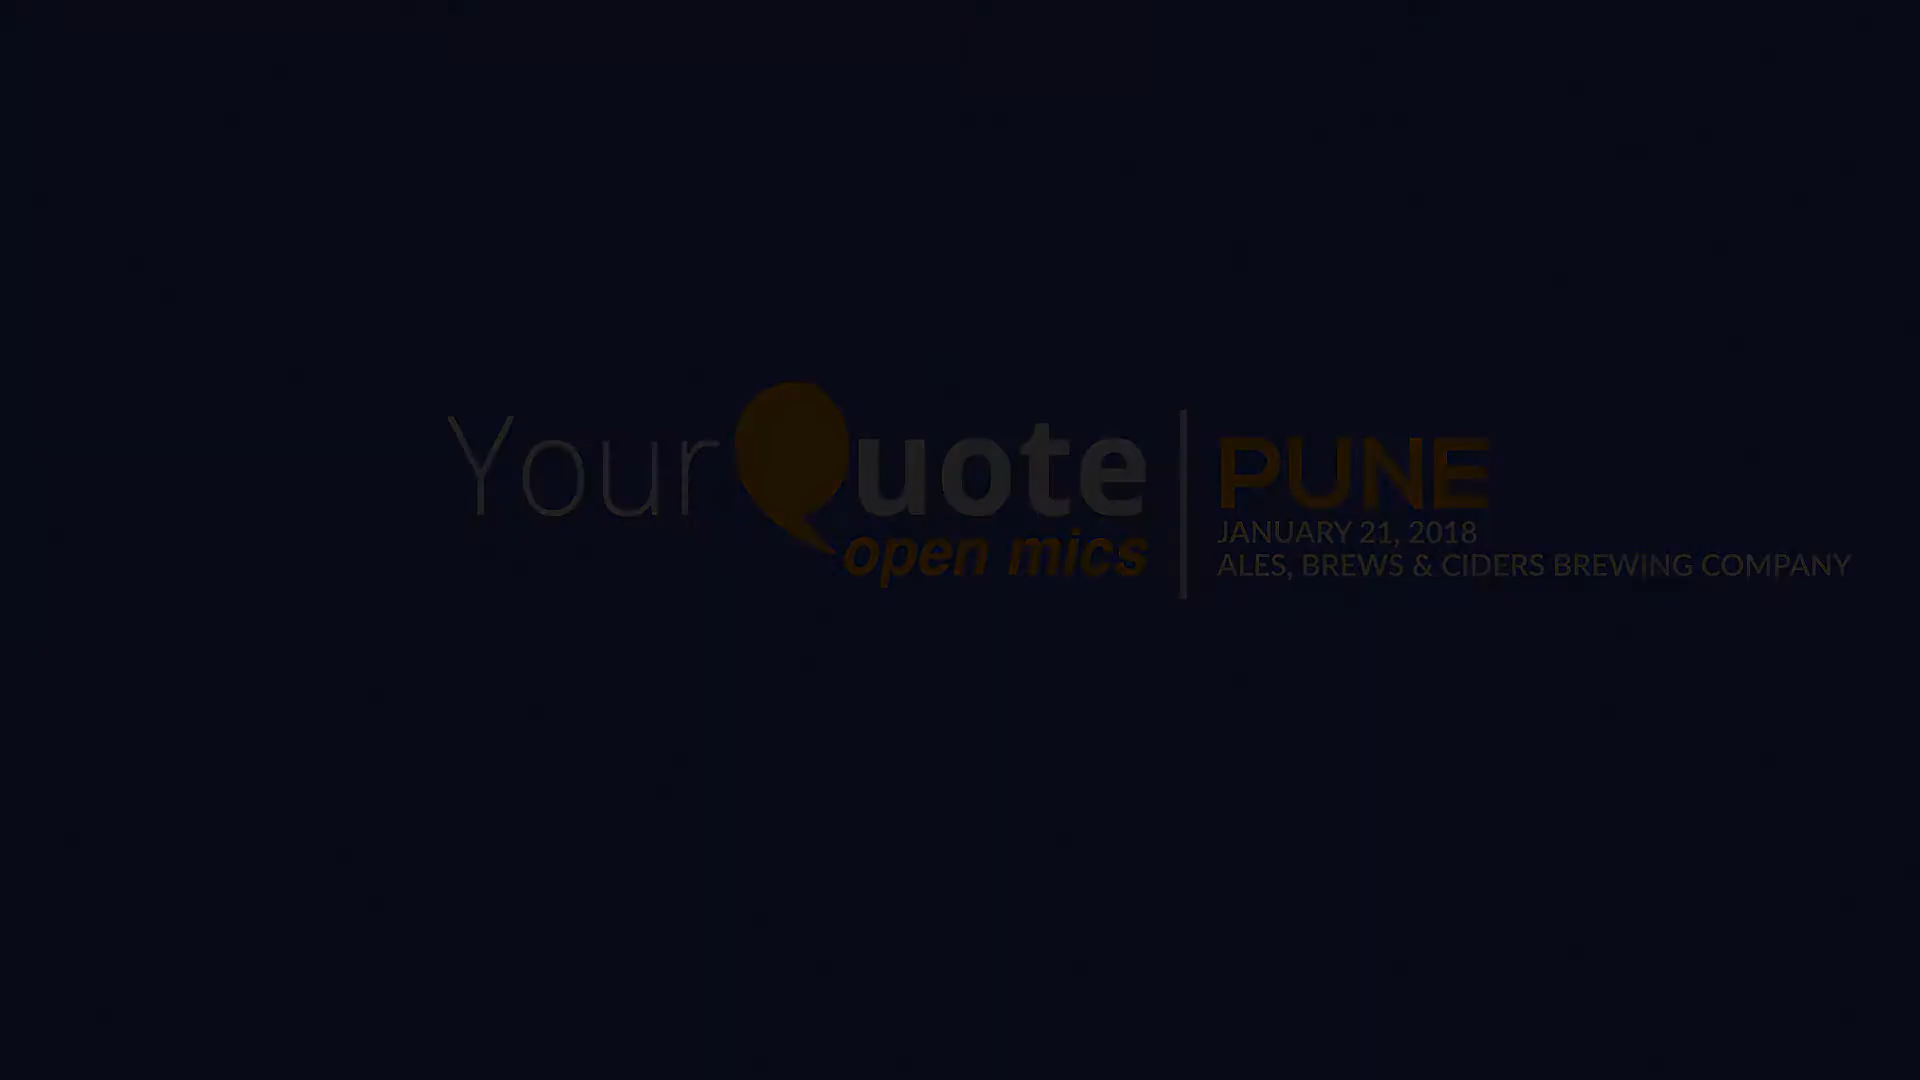 YourQuote
open mics
PUNE
JANUARY 21, 2018
ALES, BREWS & CIDERS BREWING COMPANY